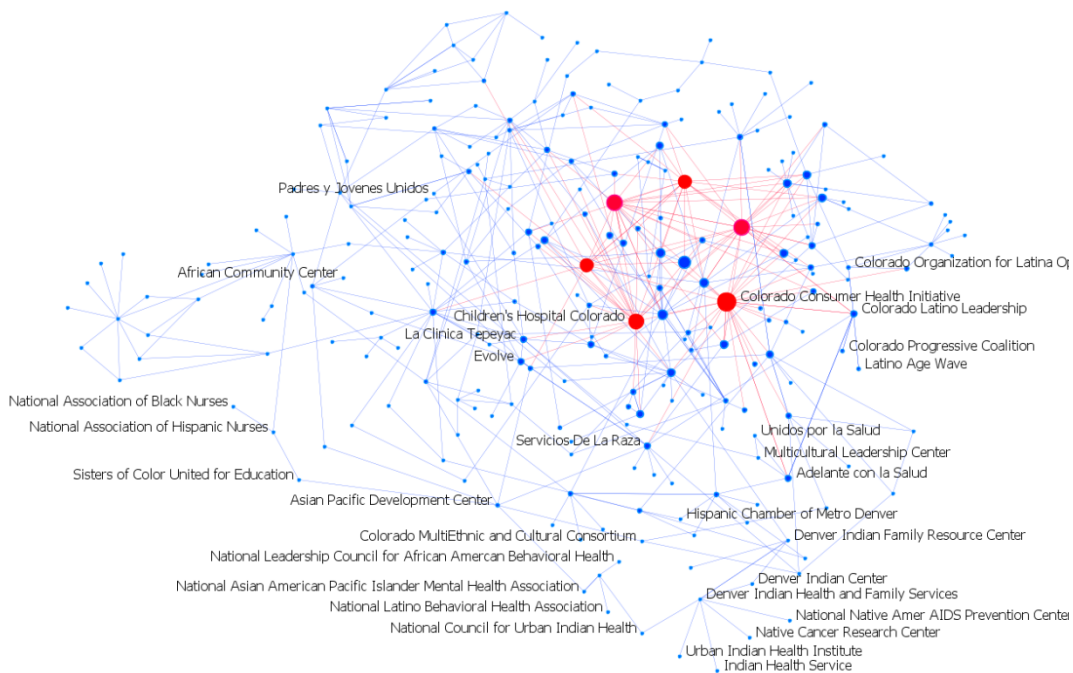 Padres y Jovenes Unidos
African Community Center
Colorado Organization for Latina Op
Colorado Consumer Health Initiative
Colorado Latino Leadership
Children's Hospital Colorado
La Clinica Tepeyac
Colorado Progressive Coalition
Evolve
Latino Age Wave
National Association of Black Nurses
National Association of Hispanic Nurses
Unidos por la Salud
Servicios De La Raza
Multicultural Leadership Center
Sisters of Color United for Education
Adelante con la Salud
Asian Pacific Development Center
Hispanic Chamber of Metro Denver
Colorado MultiEthnic and Cultural Consortium
Denver Indian Family Resource Center
National Leadership Council for African Amercan Behavioral Health
Denver Indian Center
National Asian American Pacific Islander Mental Health Association
Denver Indian Health and Family Services
National Latino Behavioral Health Association
National Native Amer AIDS Prevention Center
National Council for Urban Indian Health
Native Cancer Research Center
Urban Indian Health Institute
Indian Health Service